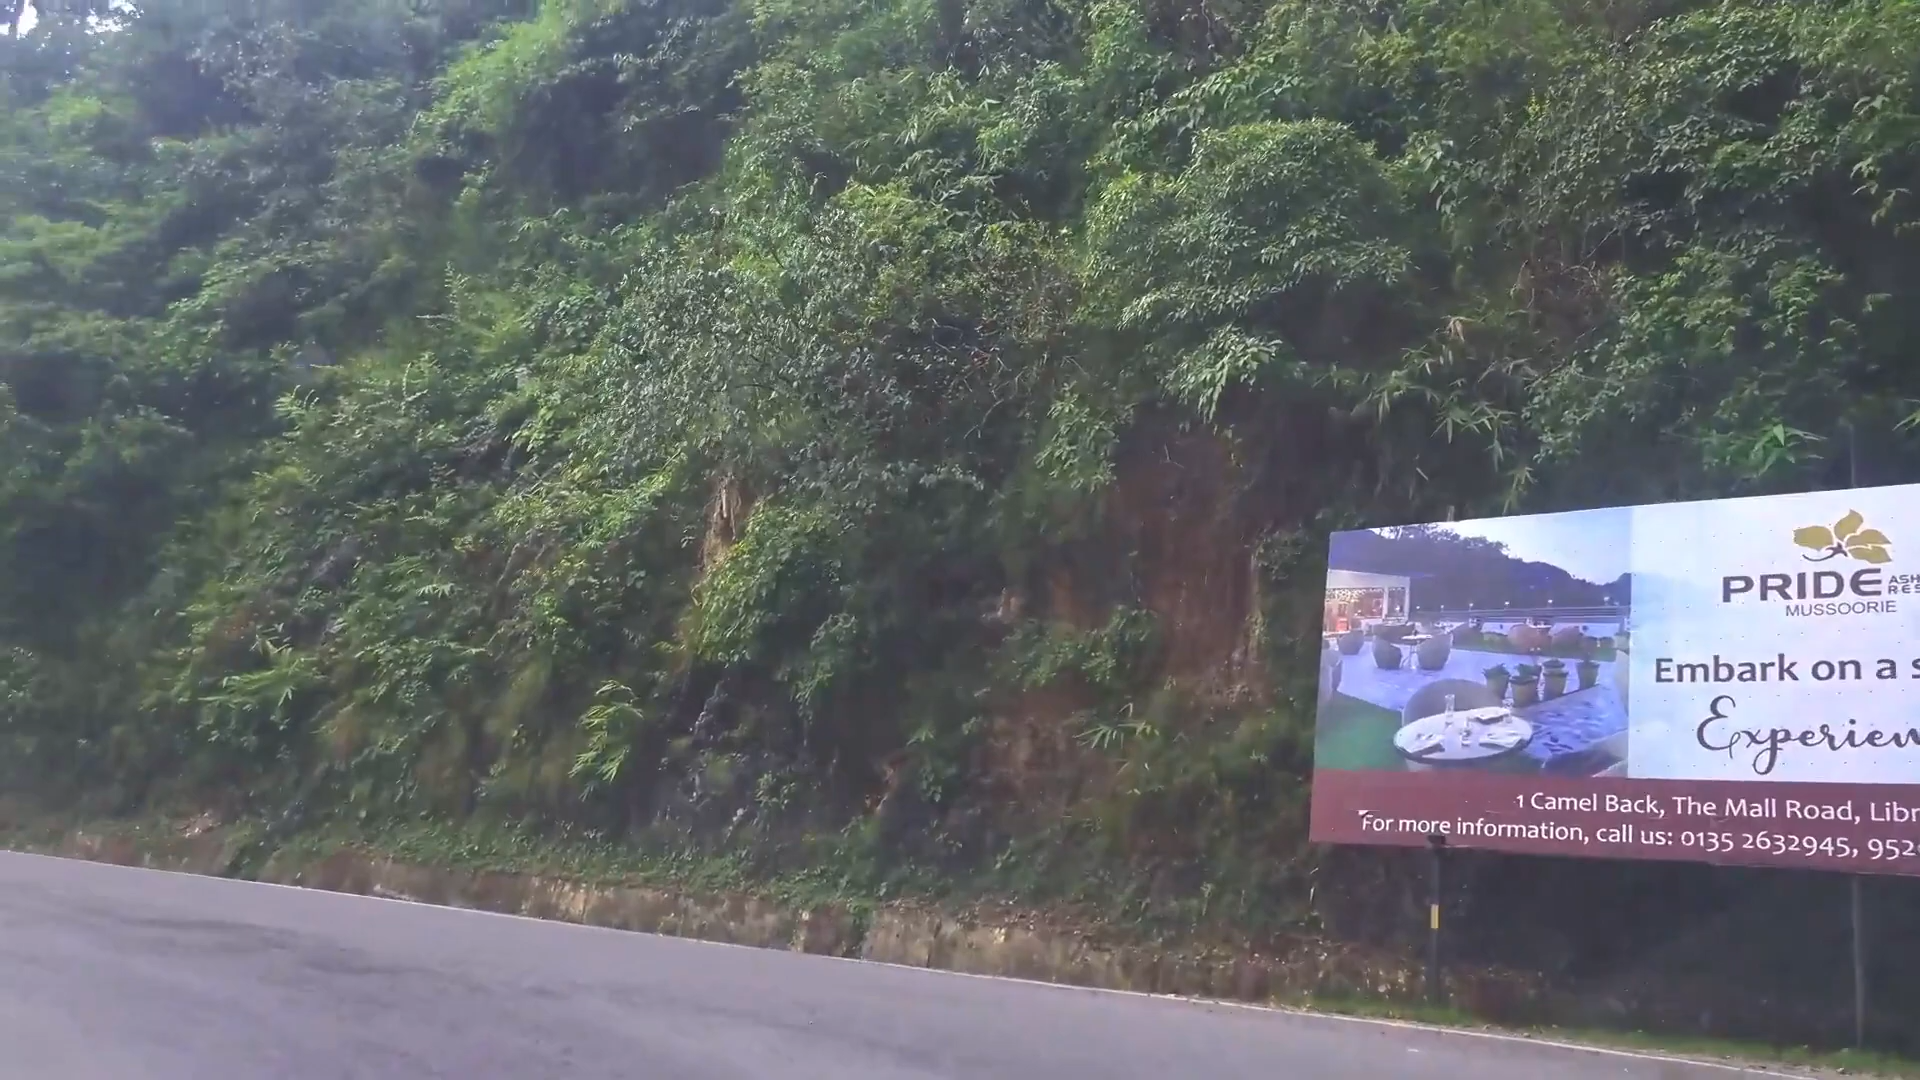 PRIDE
MUSSOORIE
Embark on a
1 Camel Back, The Mall Road,
For more information, call us: 0135 2632945,